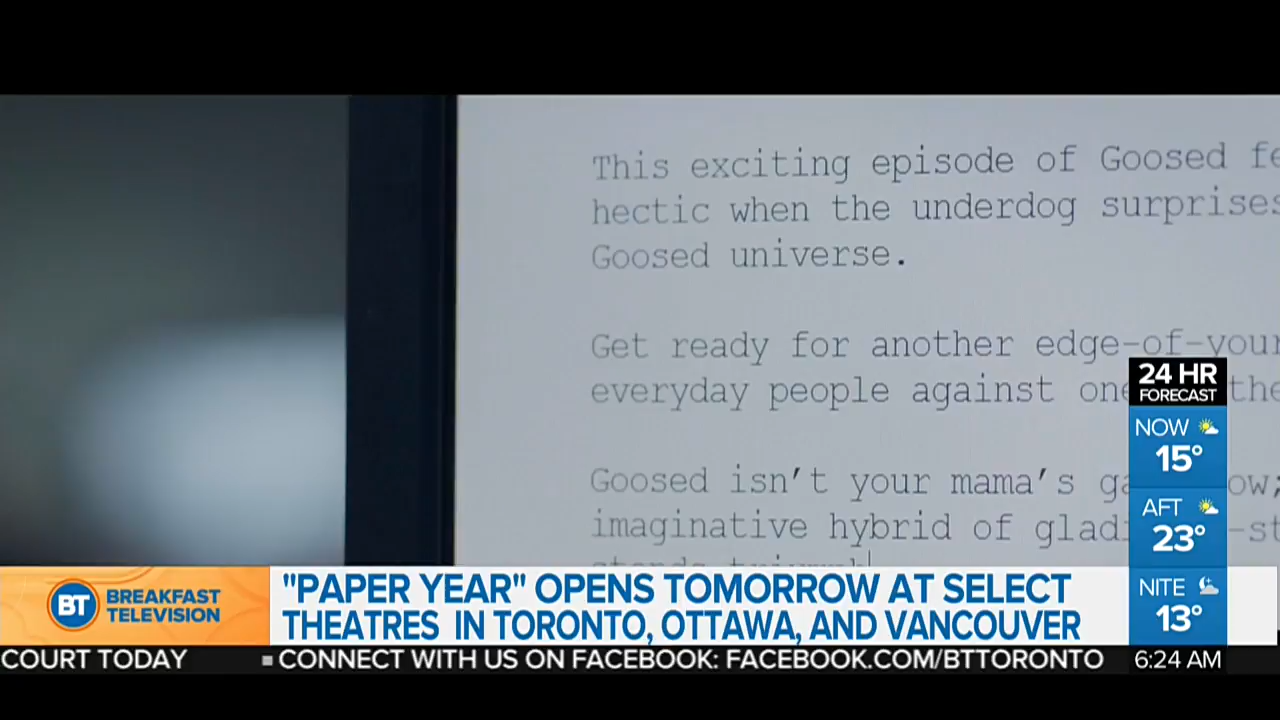 This exciting episode of Goosed
hectic when the underdog surprises
Goosed universe.
Get ready for another edge-of-your
everyday people against
Goosed isn't your mama's
imaginative hybrid of
24 HR
FORECAST
NOW
15°
AFT
23°
NITE
13°
BT BREAKFAST
TELEVISION
"PAPER YEAR" OPENS TOMORROW AT SELECT
THEATRES IN TORONTO, OTTAWA, AND VANCOUVER
COURT TODAY ■ CONNECT WITH US ON FACEBOOK: FACEBOOK.COM/BTTORONTO 6:24 AM